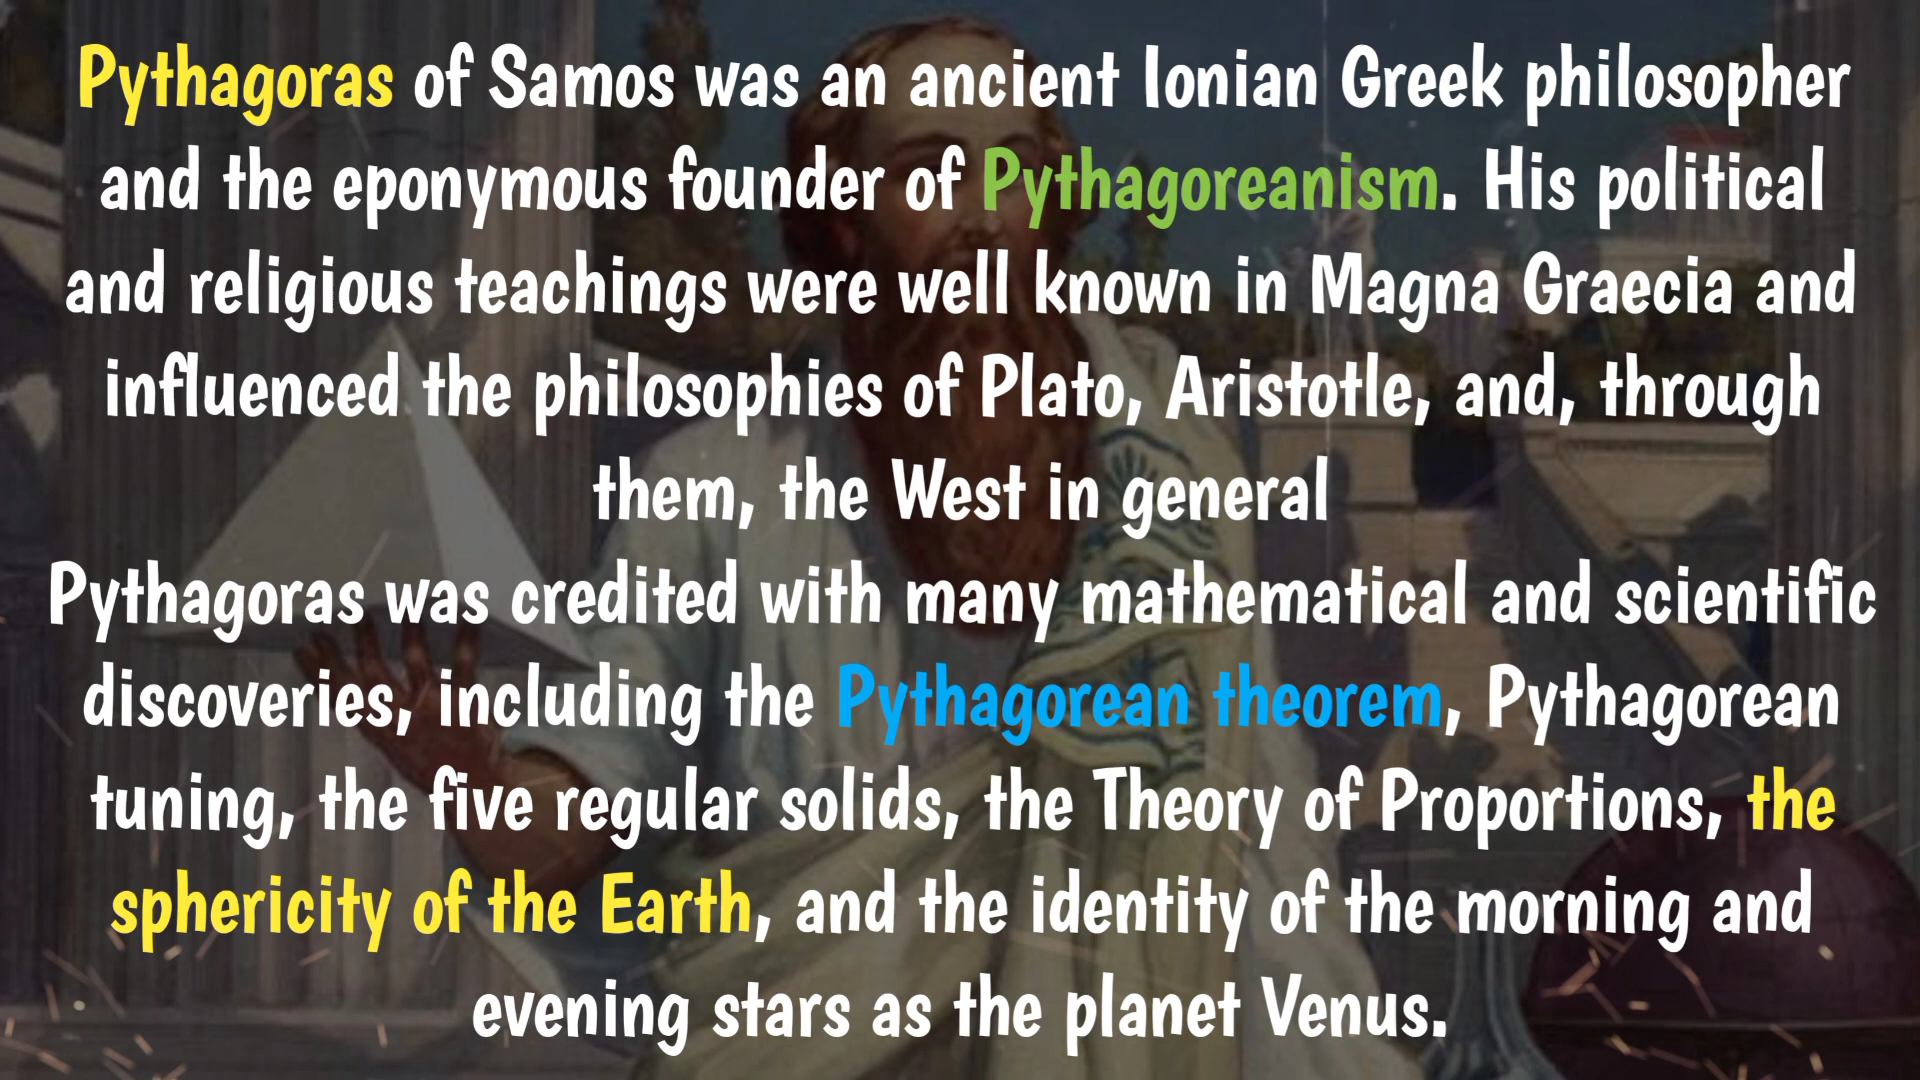 Pythagoras of Samos was an ancient Ionian Greek philosopher
and the eponymous founder of Pythagoreanism. His political
and religious teachings were well known in Magna Graecia and
influenced the philosophies of Plato, Aristotle, and, through
them, the West in general
Pythagoras was credited with many mathematical and scientific
discoveries, including the Pythagorean theorem, Pythagorean
tuning, the five regular solids, the Theory of Proportions, the
sphericity of the Earth, and the identity of the morning and
evening stars as the planet Venus.